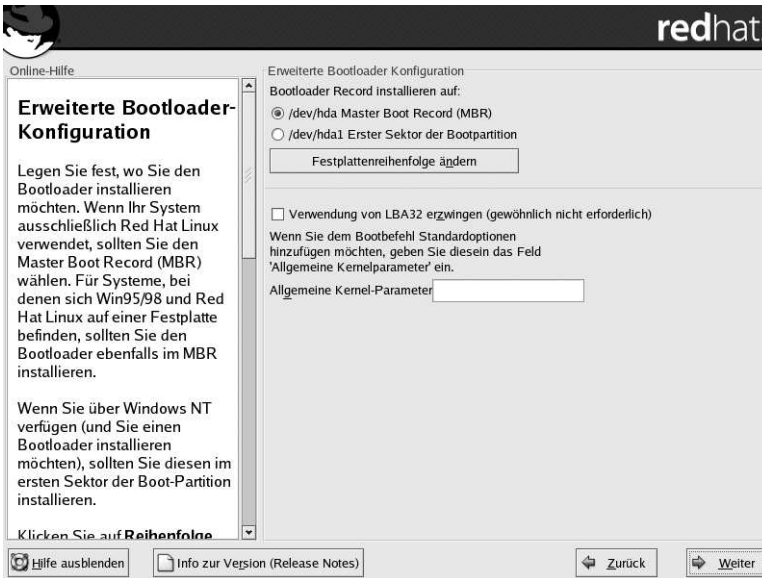 redhat.
Online-Hilfe
Erweiterte Bootloader-
Konfiguration
Legen Sie fest, wo Sie den
Bootloader installieren
möchten. Wenn Ihr System
ausschließlich Red Hat Linux
verwendet, sollten Sie den
Master Boot Record (MBR)
wählen. Für Systeme, bei
denen sich Win95/98 und Red
Hat Linux auf einer Festplatte
befinden, sollten Sie den
Bootloader ebenfalls im MBR
installieren.
Wenn Sie über Windows NT
verfügen (und Sie einen
Bootloader installieren
möchten), sollten Sie diesen im
ersten Sektor der Boot-Partition
installieren.
Klicken Sie auf Reihenfolge
Erweiterte Bootloader Konfiguration
Bootloader Record installieren auf:
/dev/hda Master Boot Record (MBR)
/dev/hda1 Erster Sektor der Bootpartition
Festplattenreihenfolge ändern
Verwendung von LBA32 erzwingen (gewöhnlich nicht erforderlich)
Wenn Sie dem Bootbefehl Standardoptionen
hinzufügen möchten, geben Sie diesein das Feld
'Allgemeine Kernelparameter' ein.
Allgemeine Kernel-Parameter
Hilfe ausblenden
Info zur Version (Release Notes)
Zurück
Weiter